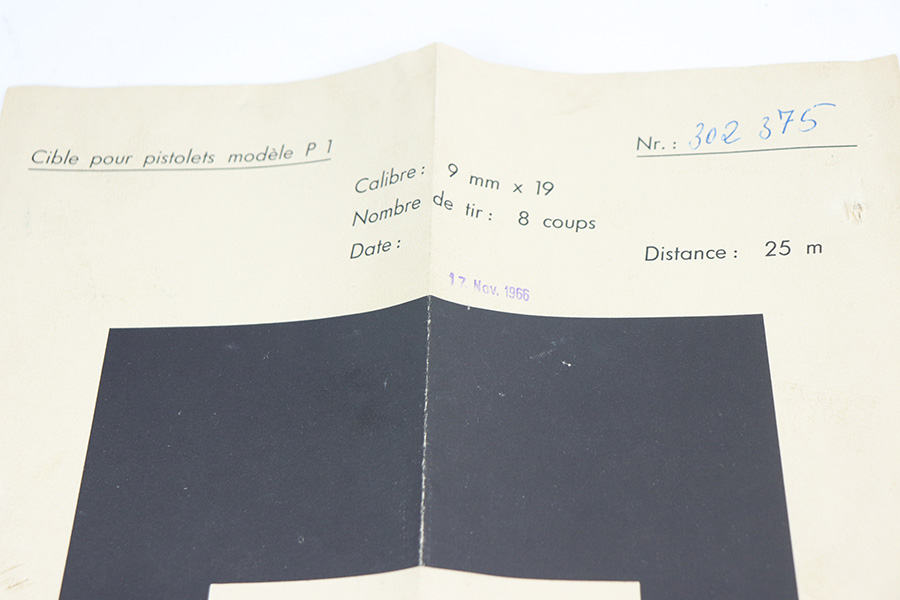 Cible pour pistolets modèle P 1
Nr. : 302 375
Calibre : 9 mm x 19
Nombre de tir : 8 coups
Date :
Distance : 25 m
17. Nov. 1966